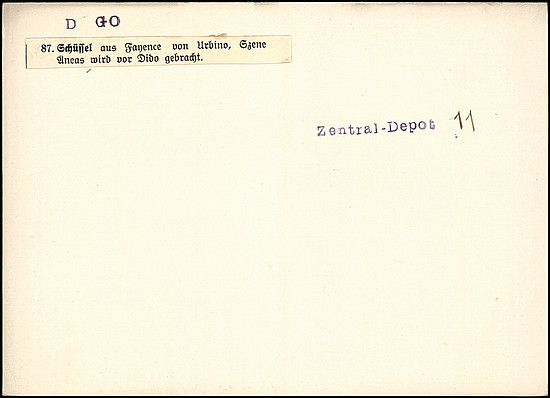 D GO
87. Schüssel aus Fayence von Urbino, Szene
Äneas wird vor Dido gebracht.
Zentral-Depot 11